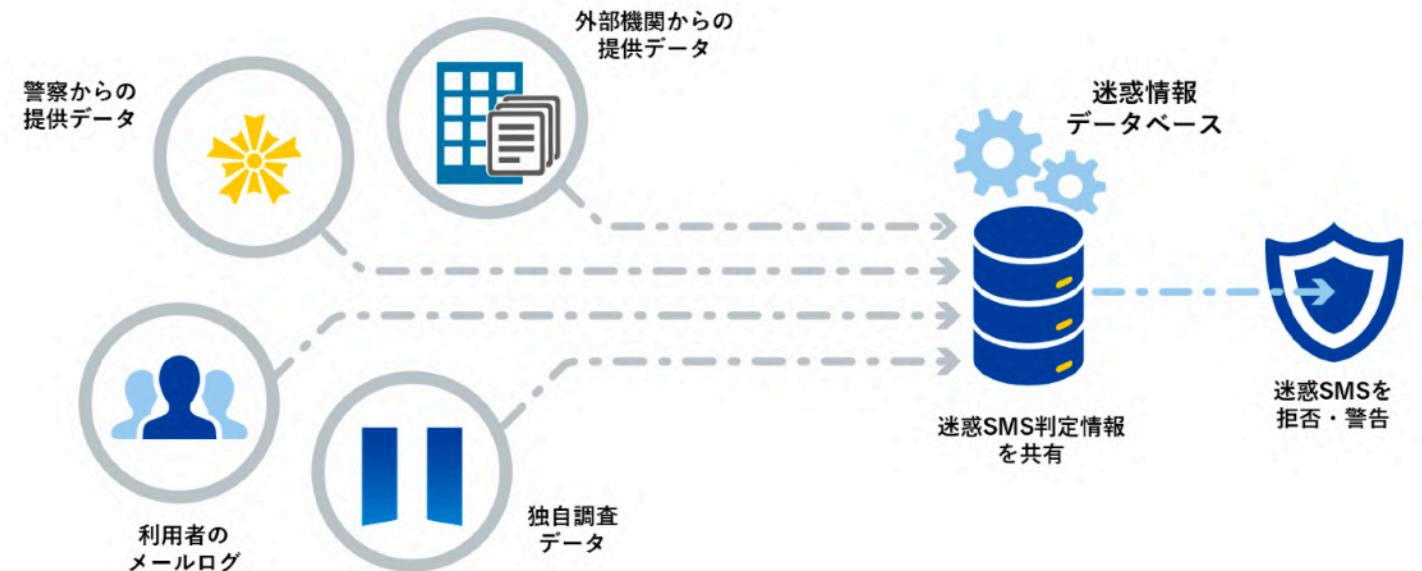 外部機関からの
提供データ
警察からの
提供データ
迷惑情報
データベース
迷惑SMSを
拒否・警告
迷惑SMS判定情報
を共有
独自調査
データ
利用者の
メールログ